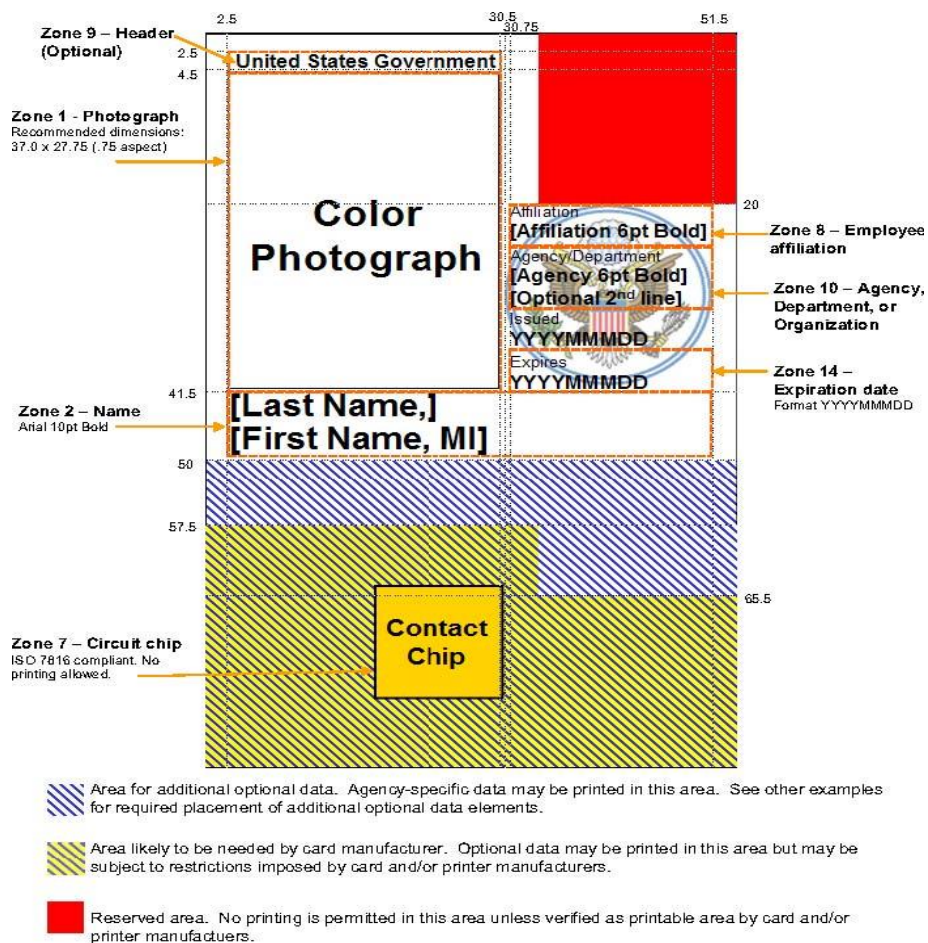 2.5
30.5
30.75
51.5
Zone 9 – Header
(Optional)
2.5
4.5
United States Government
Zone 1 - Photograph
Recommended dimensions:
37.0 x 27.75 (.75 aspect)
Color
Photograph
20
Affiliation
[Affiliation 6pt Bold]
Zone 8 – Employee
affiliation
Agency/Department
[Agency 6pt Bold]
[Optional 2nd line]
Zone 10 – Agency,
Department, or
Organization
Issued
YYYYMMMDD
Expires
YYYYMMMDD
Zone 14 –
Expiration date
Format YYYYMMMDD
41.5
Zone 2 – Name
Arial 10pt Bold
[Last Name,]
[First Name, MI]
50
57.5
65.5
Zone 7 – Circuit chip
ISO 7816 compliant. No
printing allowed.
Contact
Chip
Area for additional optional data. Agency-specific data may be printed in this area. See other examples
for required placement of additional optional data elements.
Area likely to be needed by card manufacturer. Optional data may be printed in this area but may be
subject to restrictions imposed by card and/or printer manufacturers.
Reserved area. No printing is permitted in this area unless verified as printable area by card and/or
printer manufactuers.